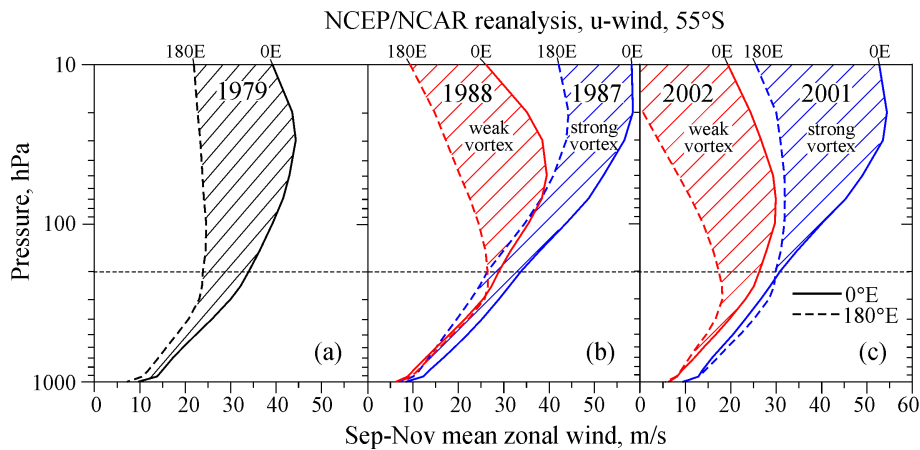 NCEP/NCAR reanalysis, u-wind, 55°S
180E 0E 180E 0E 180E 0E 180E 0E 180E 0E
10
1979 1988 1987 2002 2001
weak vortex strong vortex weak vortex strong vortex
Pressure, hPa
100
0°E
180°E
(a) (b) (c)
1000
0 10 20 30 40 50 0 10 20 30 40 50 0 10 20 30 40 50 60
Sep-Nov mean zonal wind, m/s